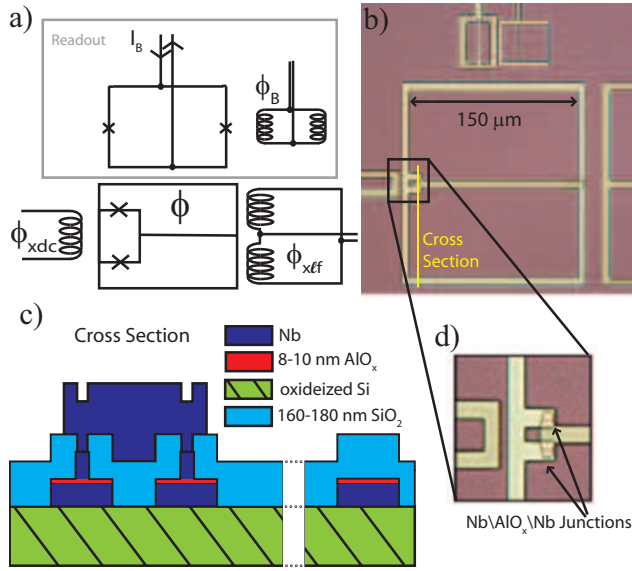 a)
Readout
I_B
ϕ_B
ϕ
ϕ_xdc
ϕ_xℓf
b)
150 μm
Cross
Section
c)
Cross Section
Nb
8-10 nm AlO_x
oxideized Si
160-180 nm SiO_2
d)
Nb\AlO_x\Nb Junctions